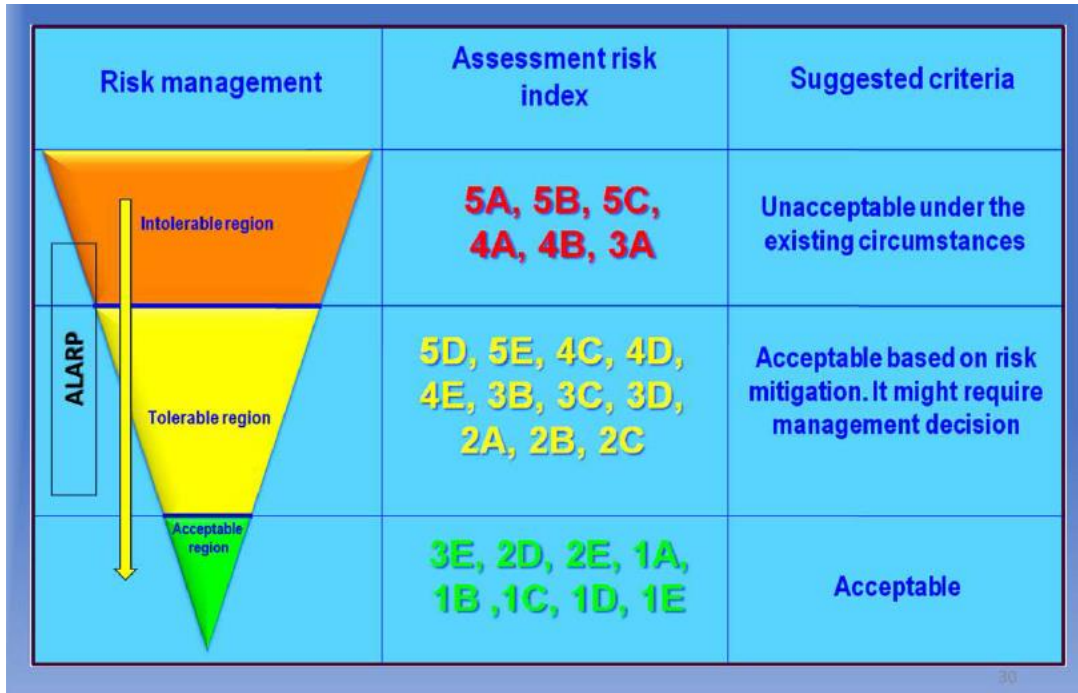 Risk management
Assessment risk
index
Suggested criteria
Intolerable region
5A, 5B, 5C,
4A, 4B, 3A
Unacceptable under the
existing circumstances
ALARP
Tolerable region
5D, 5E, 4C, 4D,
4E, 3B, 3C, 3D,
2A, 2B, 2C
Acceptable based on risk
mitigation. It might require
management decision
Acceptable
region
3E, 2D, 2E, 1A,
1B ,1C, 1D, 1E
Acceptable
30